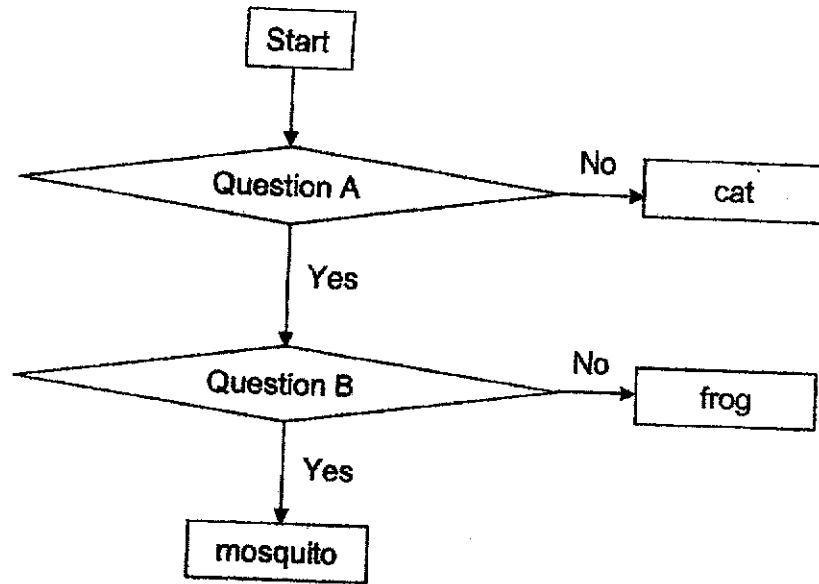 Start
Question A
No
cat
Yes
Question B
No
frog
Yes
mosquito